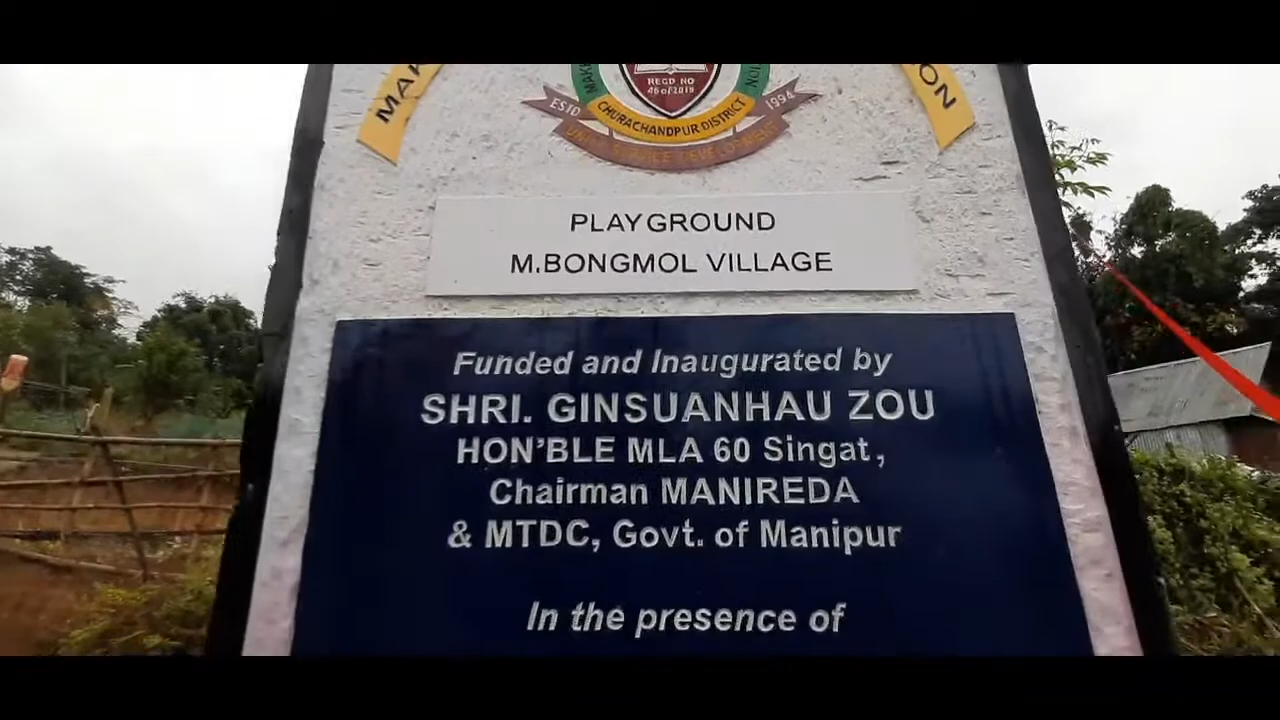 REGD NO
46 of 2019
ESTD 1994
CHURACHANDPUR DISTRICT
PLAYGROUND
M.BONGMOL VILLAGE
Funded and Inaugurated by
SHRI. GINSUANHAU ZOU
HON'BLE MLA 60 Singat,
Chairman MANIREDA
& MTDC, Govt. of Manipur
In the presence of